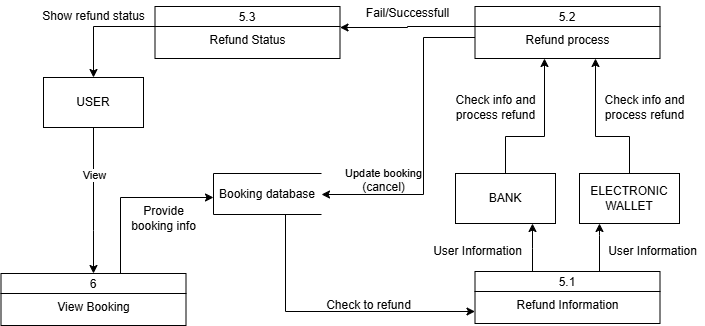 Show refund status
5.3
Refund Status
Fail/Successfull
5.2
Refund process
USER
Check info and
process refund
Check info and
process refund
View
Booking database
Update booking
(cancel)
BANK
ELECTRONIC
WALLET
Provide
booking info
User Information
User Information
6
View Booking
Check to refund
5.1
Refund Information